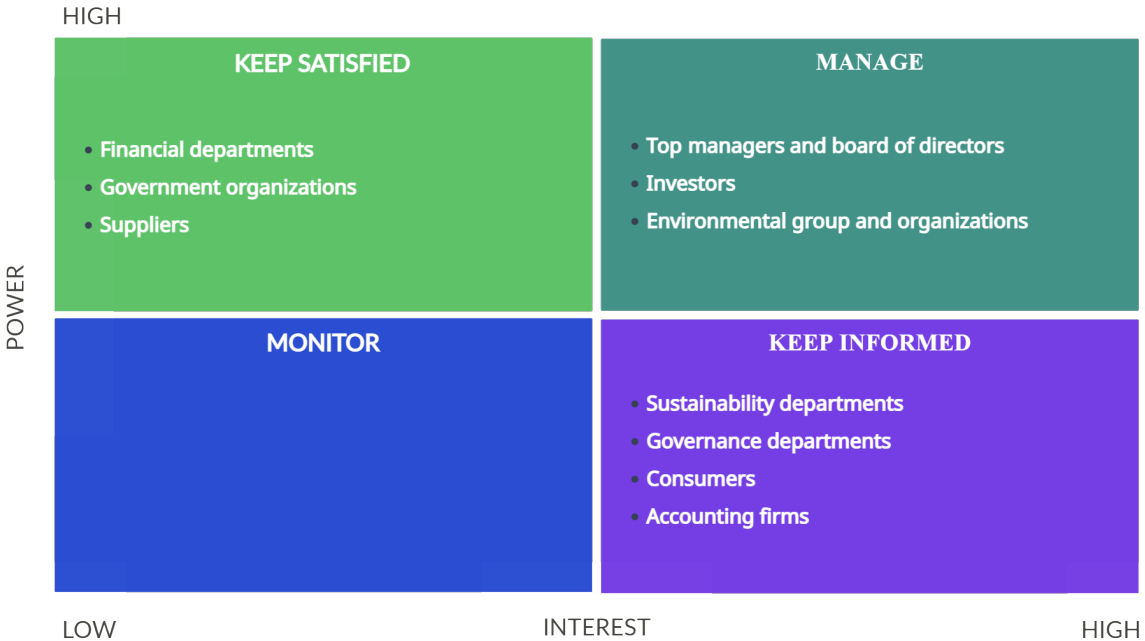 HIGH
KEEP SATISFIED
• Financial departments
• Government organizations
• Suppliers
MANAGE
• Top managers and board of directors
• Investors
• Environmental group and organizations
POWER
MONITOR
KEEP INFORMED
• Sustainability departments
• Governance departments
• Consumers
• Accounting firms
LOW
INTEREST
HIGH